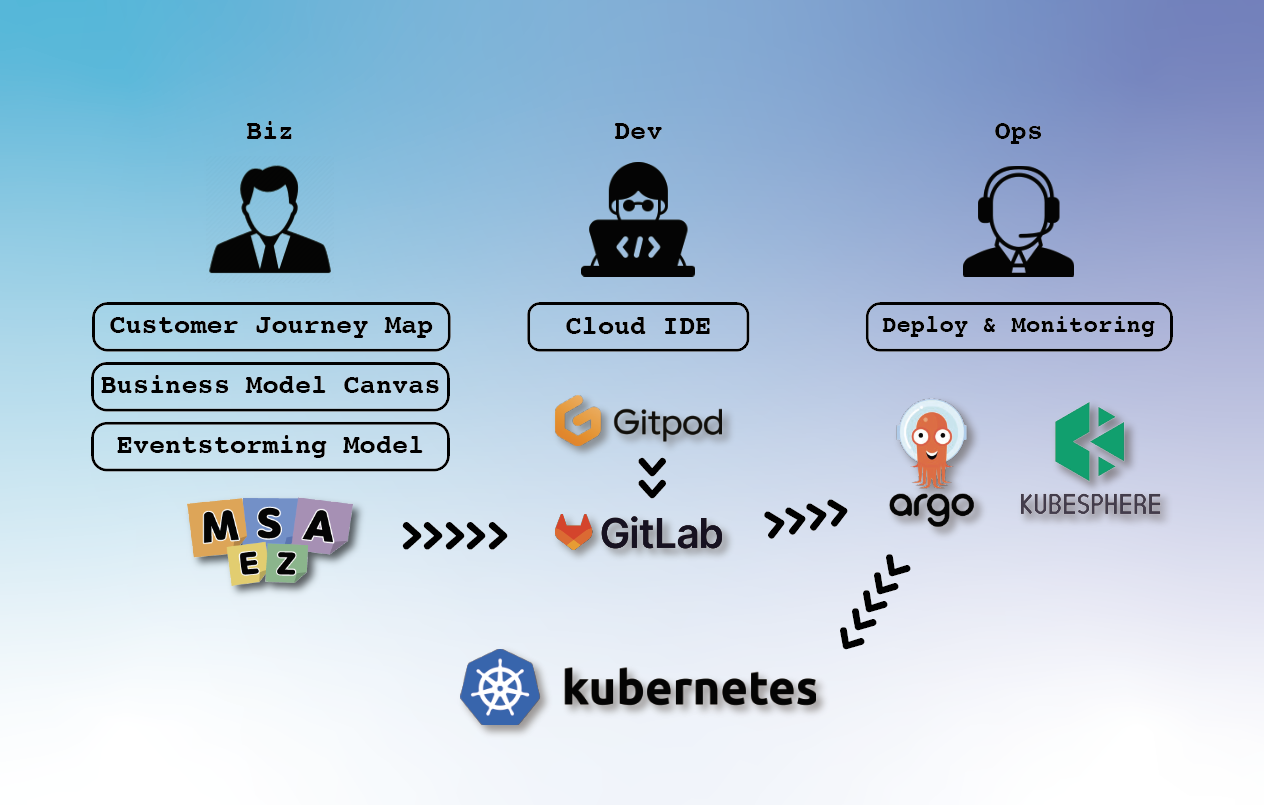 Biz
Dev
Ops
Customer Journey Map
Business Model Canvas
Eventstorming Model
MSA
EZ
Cloud IDE
Gitpod
GitLab
Deploy & Monitoring
argo
KUBESPHERE
kubernetes